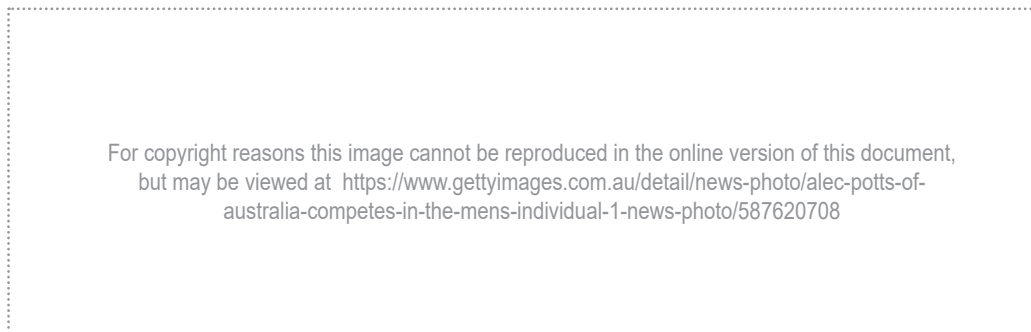 For copyright reasons this image cannot be reproduced in the online version of this document,
but may be viewed at  https://www.gettyimages.com.au/detail/news-photo/alec-potts-of-
australia-competes-in-the-mens-individual-1-news-photo/587620708